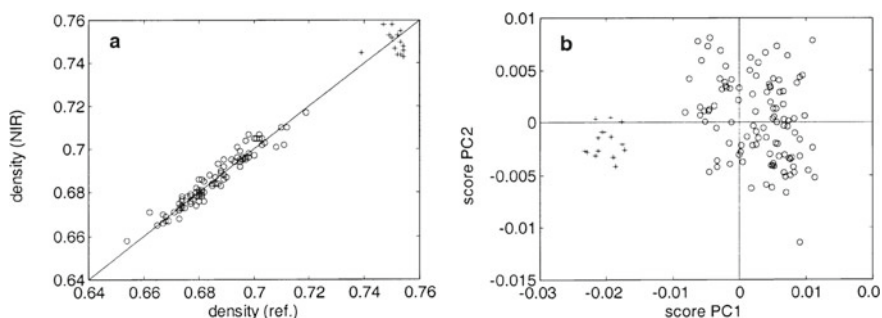 0.76
0.74
0.72
0.7
0.68
0.66
0.64
density (NIR)
a
0.64 0.66 0.68 0.7 0.72 0.74 0.76
density (ref.)
0.01
0.005
0
-0.005
-0.01
-0.015
score PC2
b
-0.03 -0.02 -0.01 0 0.01 0.0
score PC1